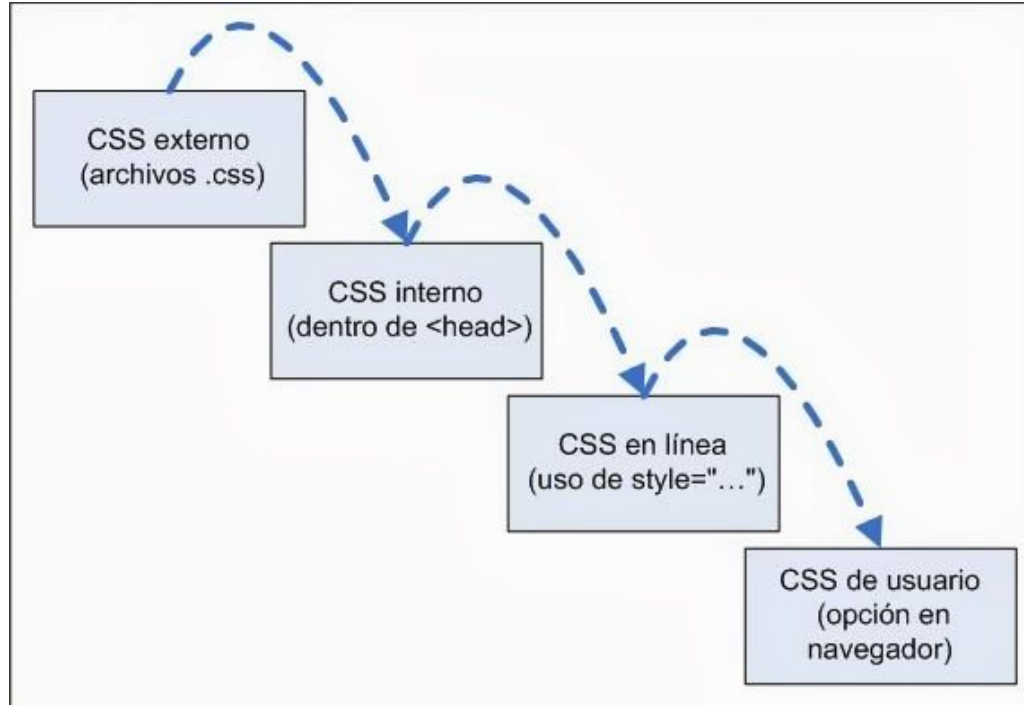 CSS externo
(archivos .css)
CSS interno
(dentro de <head>)
CSS en línea
(uso de style="...")
CSS de usuario
(opción en
navegador)